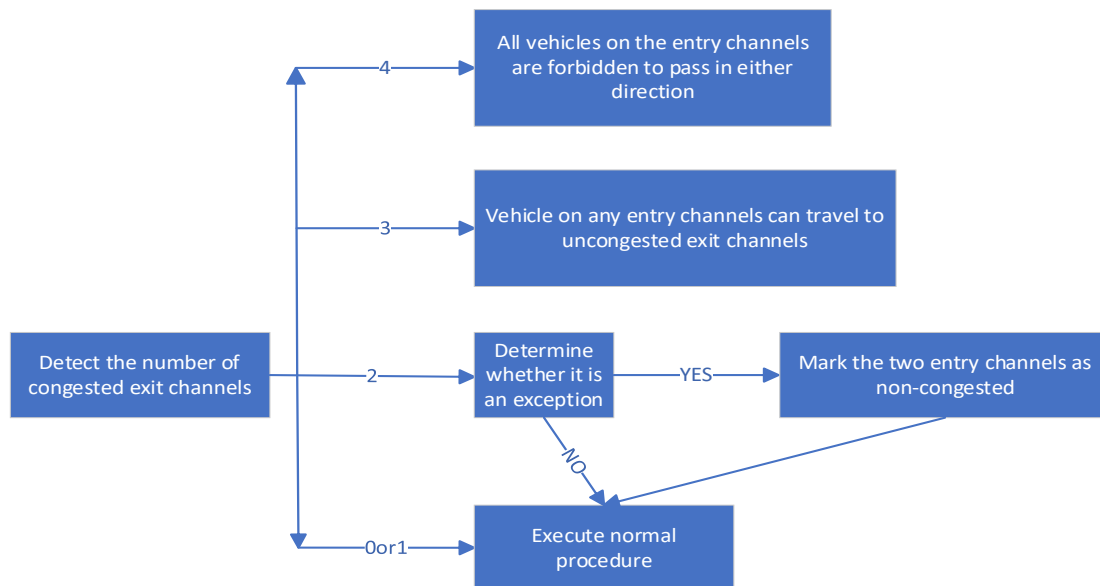 All vehicles on the entry channels
are forbidden to pass in either
direction
4
Vehicle on any entry channels can travel to
uncongested exit channels
3
Detect the number of
congested exit channels
2
Determine
whether it is
an exception
YES
Mark the two entry channels as
non-congested
NO
0or1
Execute normal
procedure